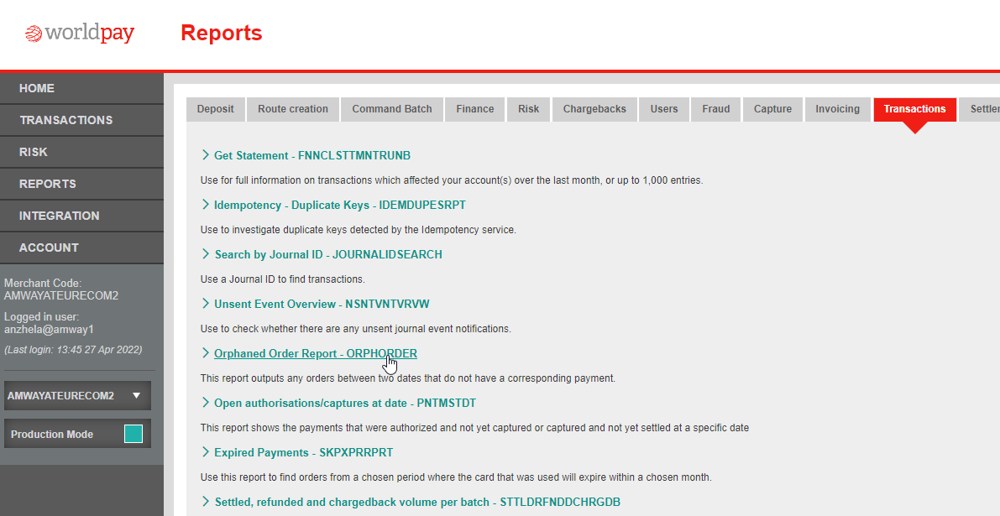 worldpay
Reports
HOME
TRANSACTIONS
RISK
REPORTS
INTEGRATION
ACCOUNT
Merchant Code:
AMWAYATEURECOM2
Logged in user:
anzhela@amway1
(Last login: 13:45 27 Apr 2022)
AMWAYATEURECOM2
Production Mode
Deposit
Route creation
Command Batch
Finance
Risk
Chargebacks
Users
Fraud
Capture
Invoicing
Transactions
Settler
Get Statement - FNNCLSTTMNTRUNB
Use for full information on transactions which affected your account(s) over the last month, or up to 1,000 entries.
Idempotency - Duplicate Keys - IDEMDUPESRPT
Use to investigate duplicate keys detected by the Idempotency service.
Search by Journal ID - JOURNALIDSEARCH
Use a Journal ID to find transactions.
Unsent Event Overview - NSNTVNTVRVW
Use to check whether there are any unsent journal event notifications.
Orphaned Order Report - ORPHORDER
This report outputs any orders between two dates that do not have a corresponding payment.
Open authorisations/captures at date - PNTMSTDT
This report shows the payments that were authorized and not yet captured or captured and not yet settled at a specific date
Expired Payments - SKPXPRRPRT
Use this report to find orders from a chosen period where the card that was used will expire within a chosen month.
Settled, refunded and chargedback volume per batch - STTLDRFNDDCHRGDB